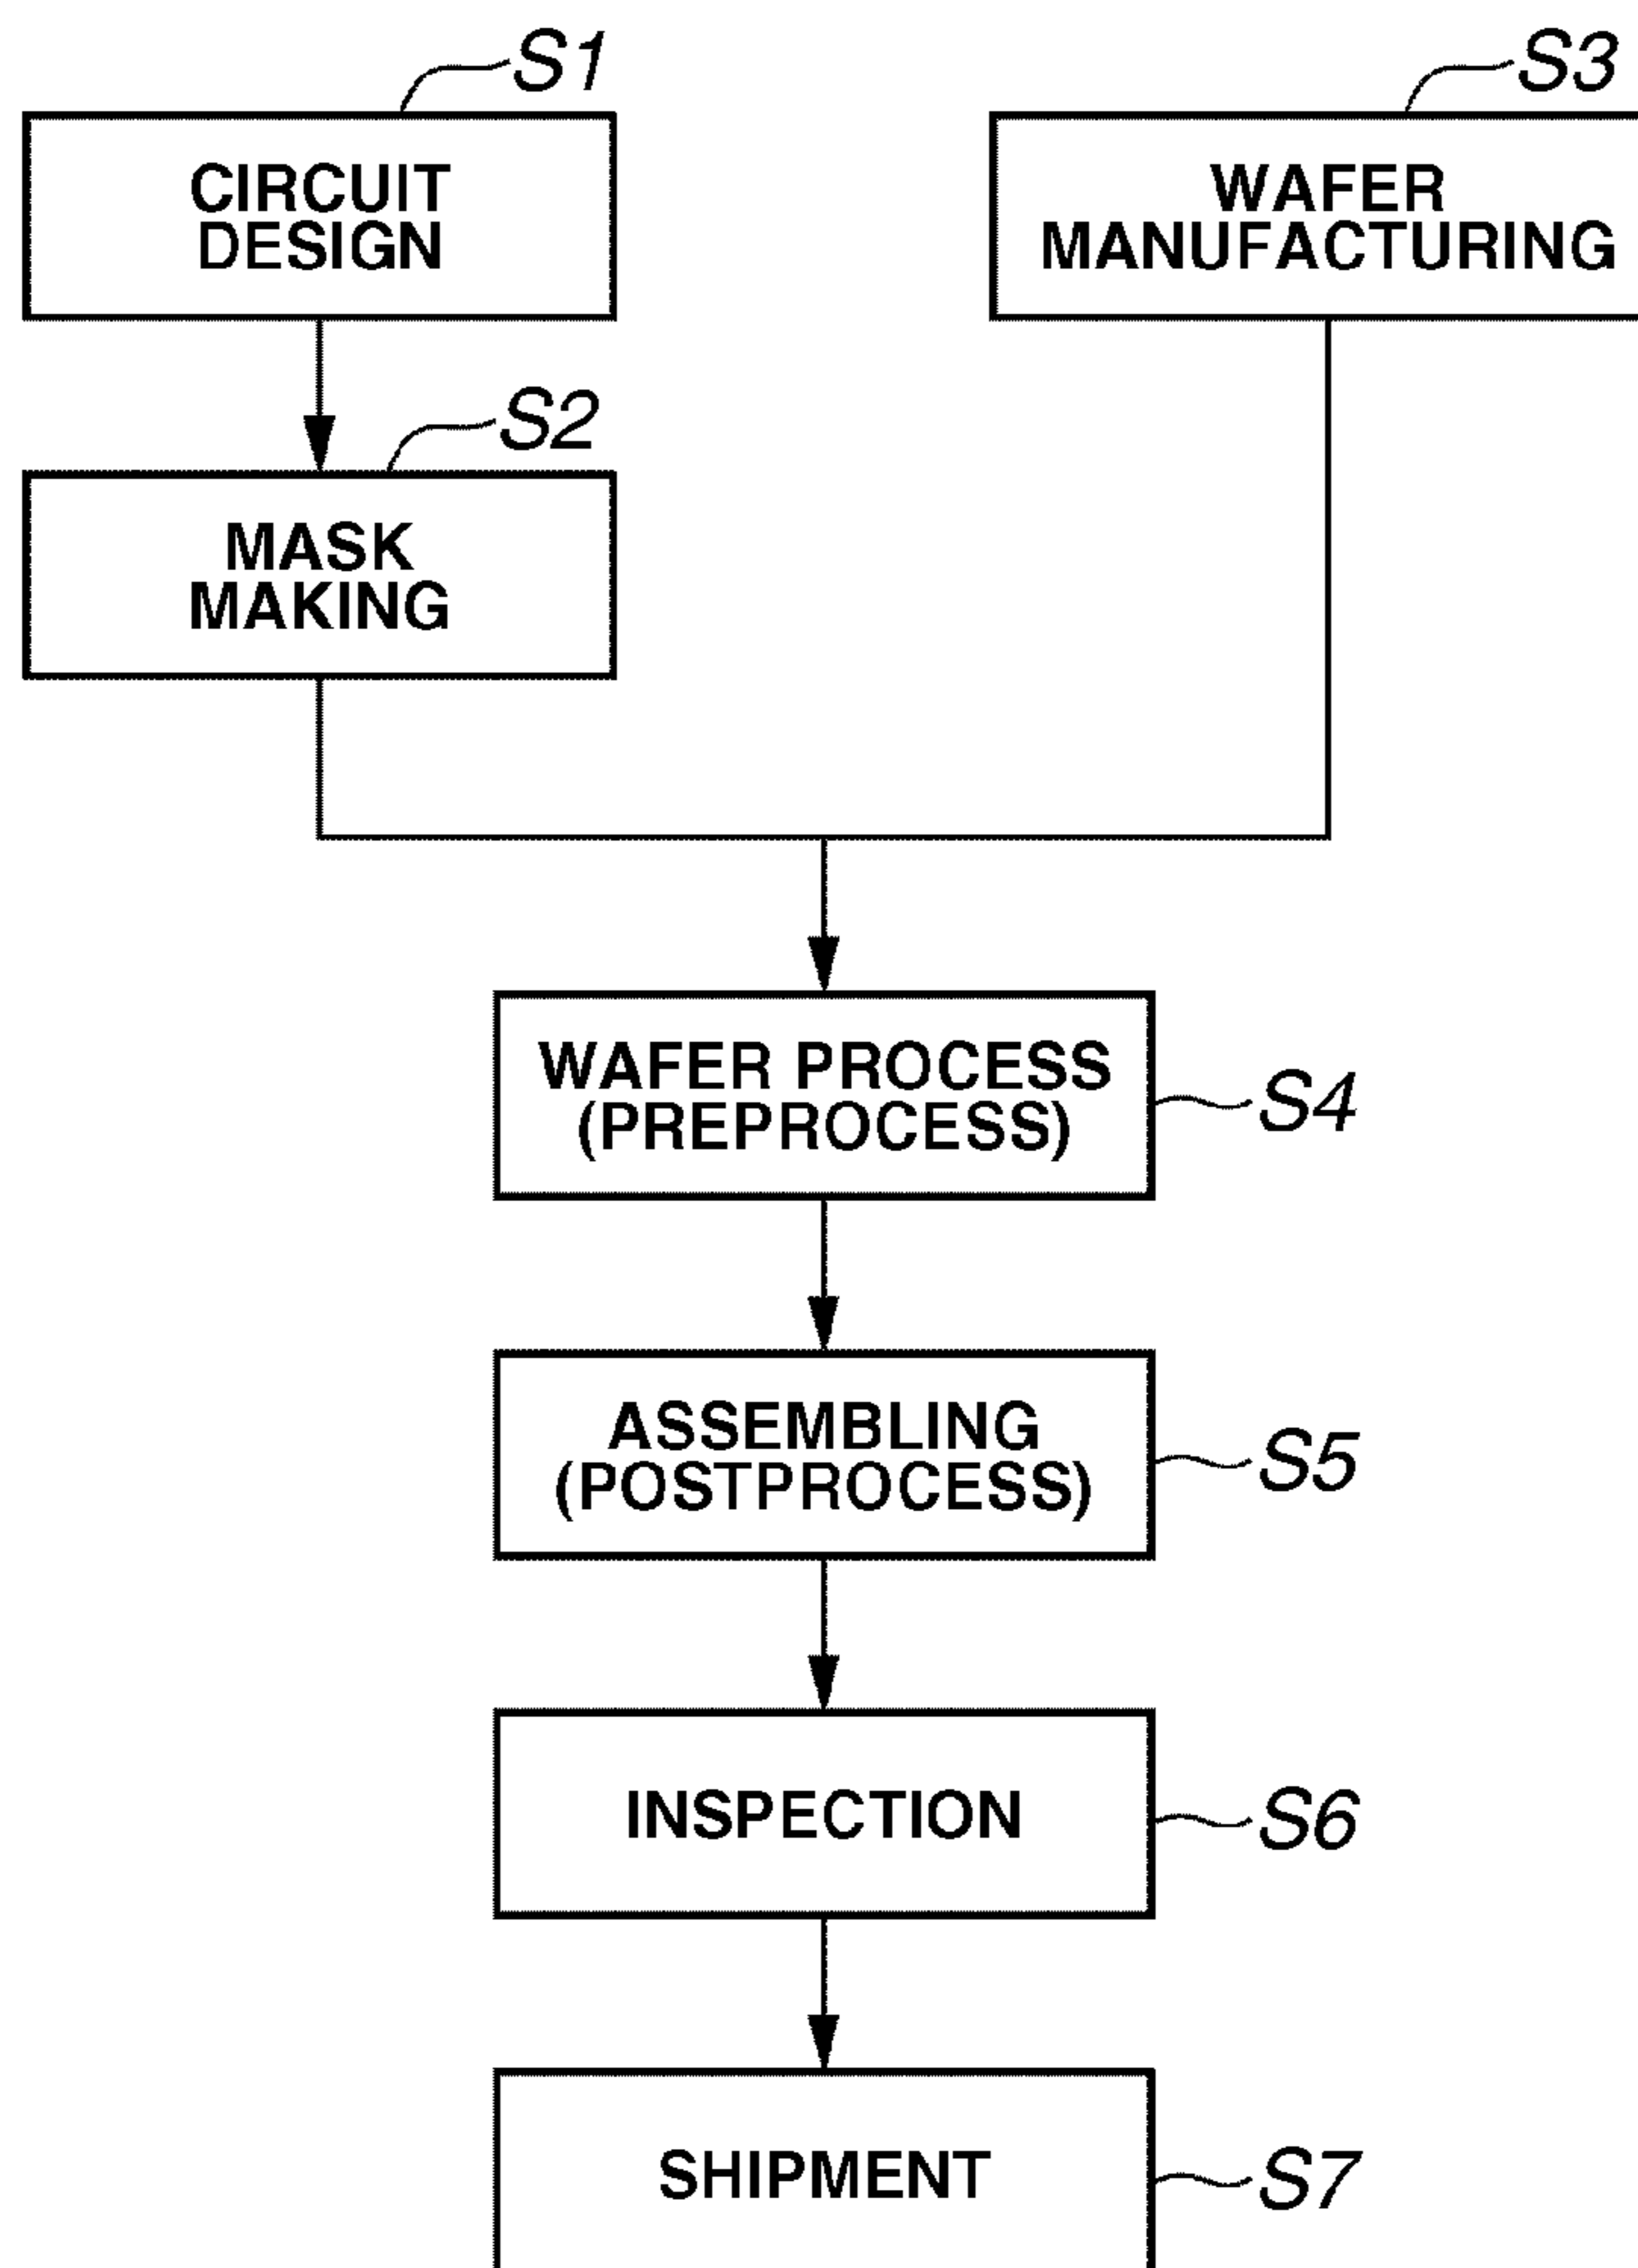 S1
CIRCUIT
DESIGN
S3
WAFER
MANUFACTURING
S2
MASK
MAKING
WAFER PROCESS
(PREPROCESS)
S4
ASSEMBLING
(POSTPROCESS)
S5
INSPECTION
S6
SHIPMENT
S7